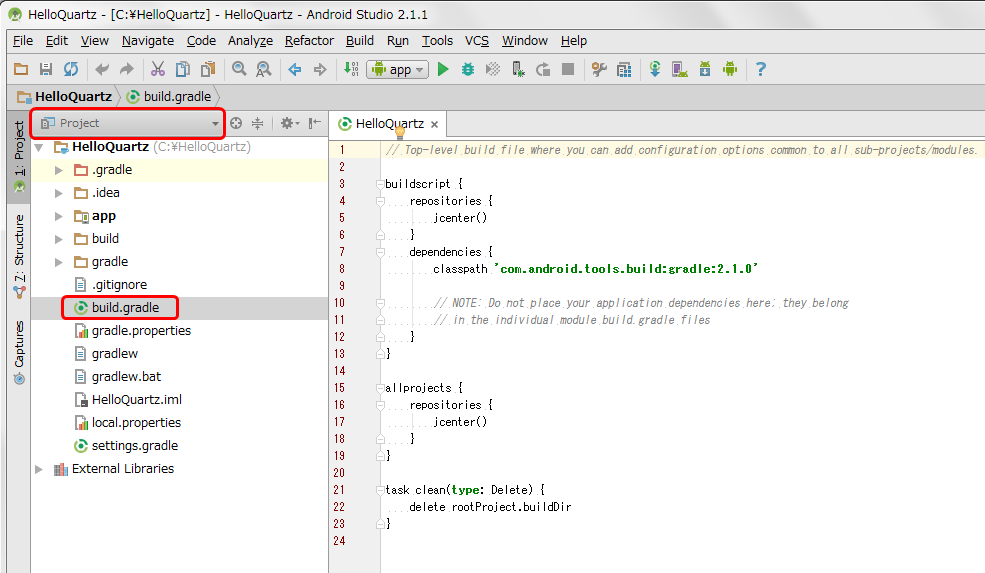 HelloQuartz - [C:¥HelloQuartz] - HelloQuartz - Android Studio 2.1.1
File Edit View Navigate Code Analyze Refactor Build Run Tools VCS Window Help
app
HelloQuartz build.gradle
1: Project
7: Structure
Captures
Project
HelloQuartz (C:¥HelloQuartz)
.gradle
.idea
app
build
gradle
.gitignore
build.gradle
gradle.properties
gradlew
gradlew.bat
HelloQuartz.iml
local.properties
settings.gradle
External Libraries
HelloQuartz ×
1 // Top-level build file where you can add configuration options common to all sub-projects/modules.
2
3 buildscript {
4 repositories {
5 jcenter()
6 }
7 dependencies {
8 classpath 'com.android.tools.build:gradle:2.1.0'
9
10 // NOTE: Do not place your application dependencies here; they belong
11 // in the individual module build.gradle files
12 }
13 }
14
15 allprojects {
16 repositories {
17 jcenter()
18 }
19 }
20
21 task clean(type: Delete) {
22 delete rootProject.buildDir
23 }
24